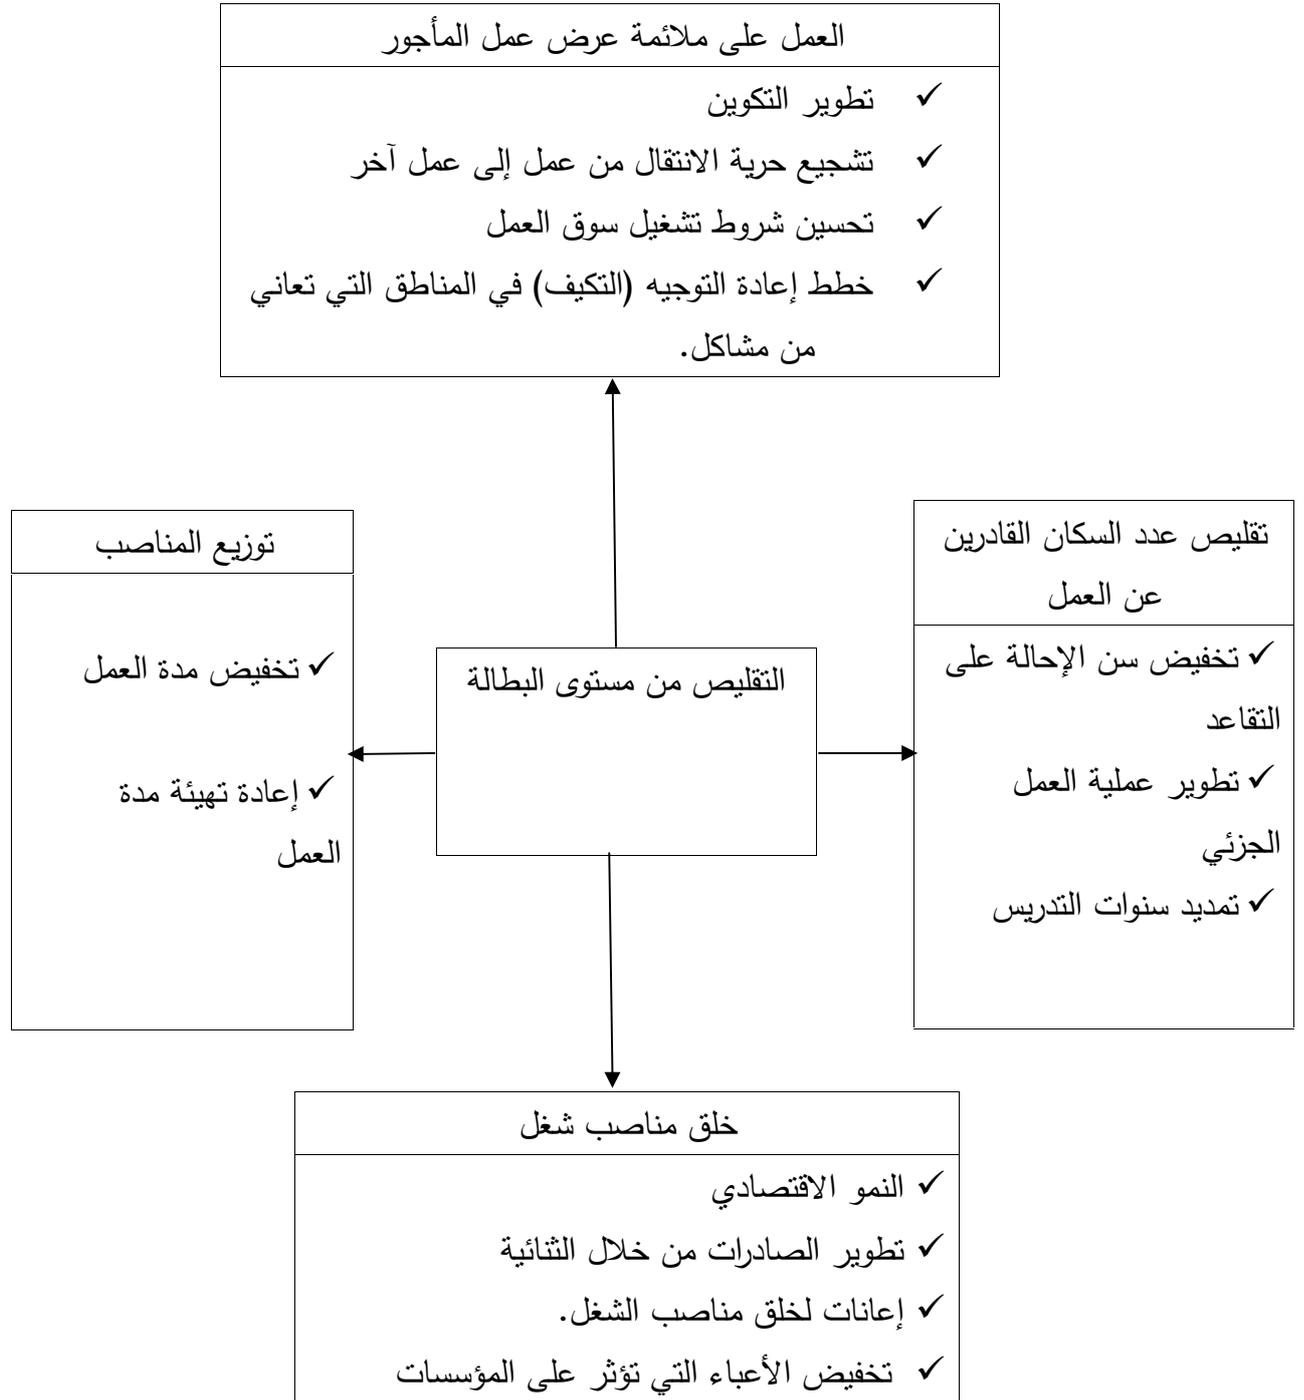 العمل على ملائمة عرض عمل المأجور
✓ تطوير التكوين
✓ تشجيع حرية الانتقال من عمل إلى عمل آخر
✓ تحسين شروط تشغيل سوق العمل
✓ خطط إعادة التوجيه (التكيف) في المناطق التي تعاني
من مشاكل.
تقليص عدد السكان القادرين
عن العمل
✓ تخفيض سن الإحالة على
التقاعد
✓ تطوير عملية العمل
الجزئي
✓ تمديد سنوات التدريس
التقليص من مستوى البطالة
توزيع المناصب
✓ تخفيض مدة العمل
✓ إعادة تهيئة مدة
العمل
خلق مناصب شغل
✓ النمو الاقتصادي
✓ تطوير الصادرات من خلال الثنائية
✓ إعانات لخلق مناصب الشغل.
✓ تخفيض الأعباء التي تؤثر على المؤسسات